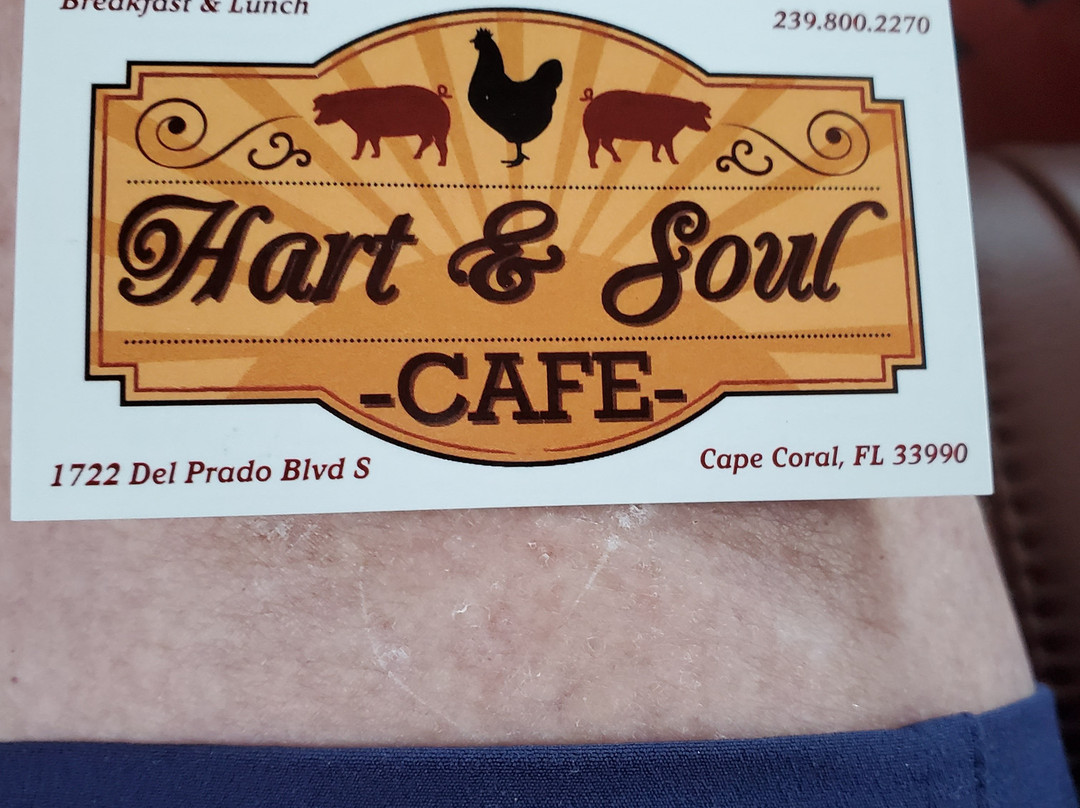 Breakfast & Lunch
239.800.2270
Hart & Soul
-CAFE-
1722 Del Prado Blvd S
Cape Coral, FL 33990